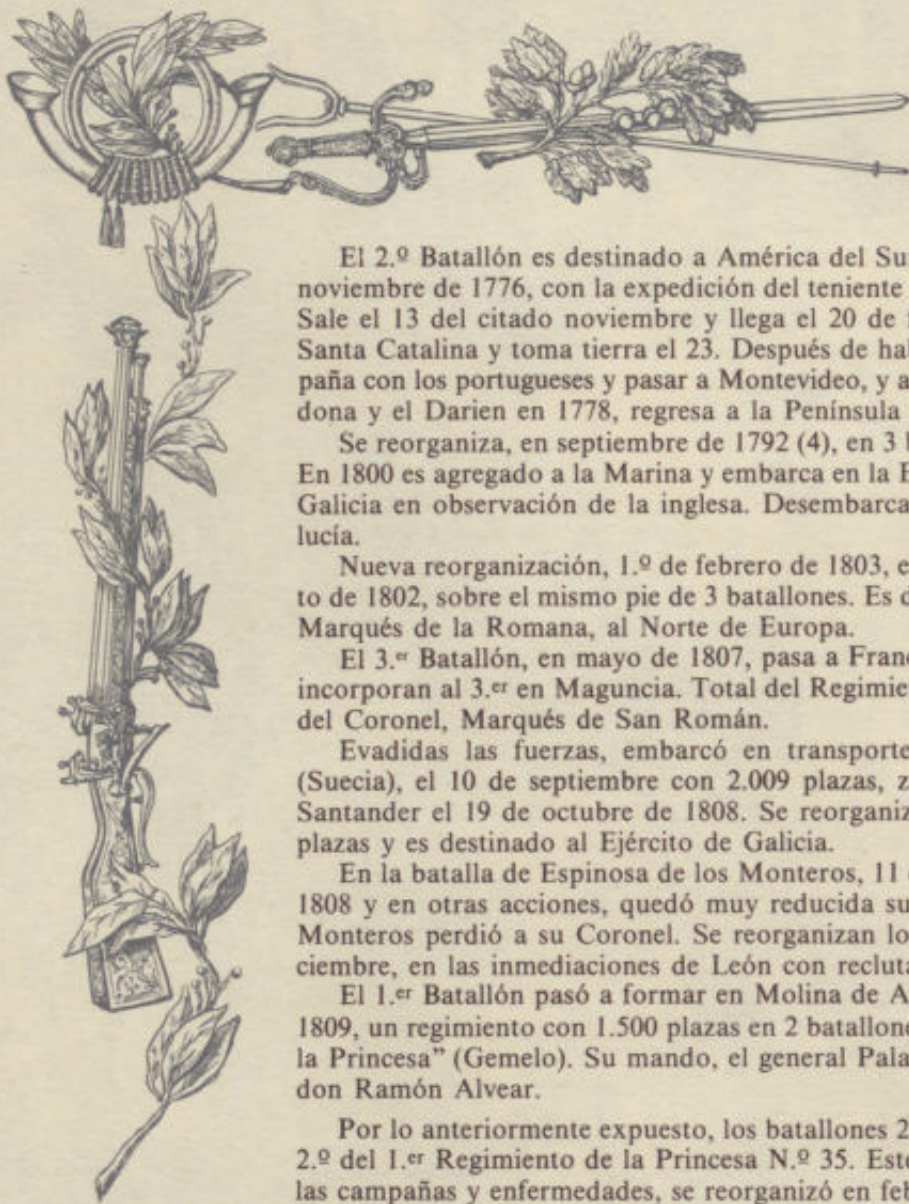 El 2.º Batallón es destinado a América del Su
noviembre de 1776, con la expedición del teniente
Sale el 13 del citado noviembre y llega el 20 de
Santa Catalina y toma tierra el 23. Después de hal
paña con los portugueses y pasar a Montevideo, y a
dona y el Darien en 1778, regresa a la Península
Se reorganiza, en septiembre de 1792 (4), en 3
En 1800 es agregado a la Marina y embarca en la E
Galicia en observación de la inglesa. Desembarca
lucía.
Nueva reorganización, 1.º de febrero de 1803, e
to de 1802, sobre el mismo pie de 3 batallones. Es
Marqués de la Romana, al Norte de Europa.
El 3.er Batallón, en mayo de 1807, pasa a Franc
incorporan al 3.er en Maguncia. Total del Regimie
del Coronel, Marqués de San Román.
Evadidas las fuerzas, embarcó en transporte
(Suecia), el 10 de septiembre con 2.009 plazas, z
Santander el 19 de octubre de 1808. Se reorganiz
plazas y es destinado al Ejército de Galicia.
En la batalla de Espinosa de los Monteros, 11
1808 y en otras acciones, quedó muy reducida su
Monteros perdió a su Coronel. Se reorganizan lo
ciembre, en las inmediaciones de León con recluta
El 1.er Batallón pasó a formar en Molina de A
1809, un regimiento con 1.500 plazas en 2 batallone
la Princesa" (Gemelo). Su mando, el general Pala
don Ramón Alvear.
Por lo anteriormente expuesto, los batallones 2
2.º del 1.er Regimiento de la Princesa N.º 35. Este
las campañas y enfermedades, se reorganizó en feb